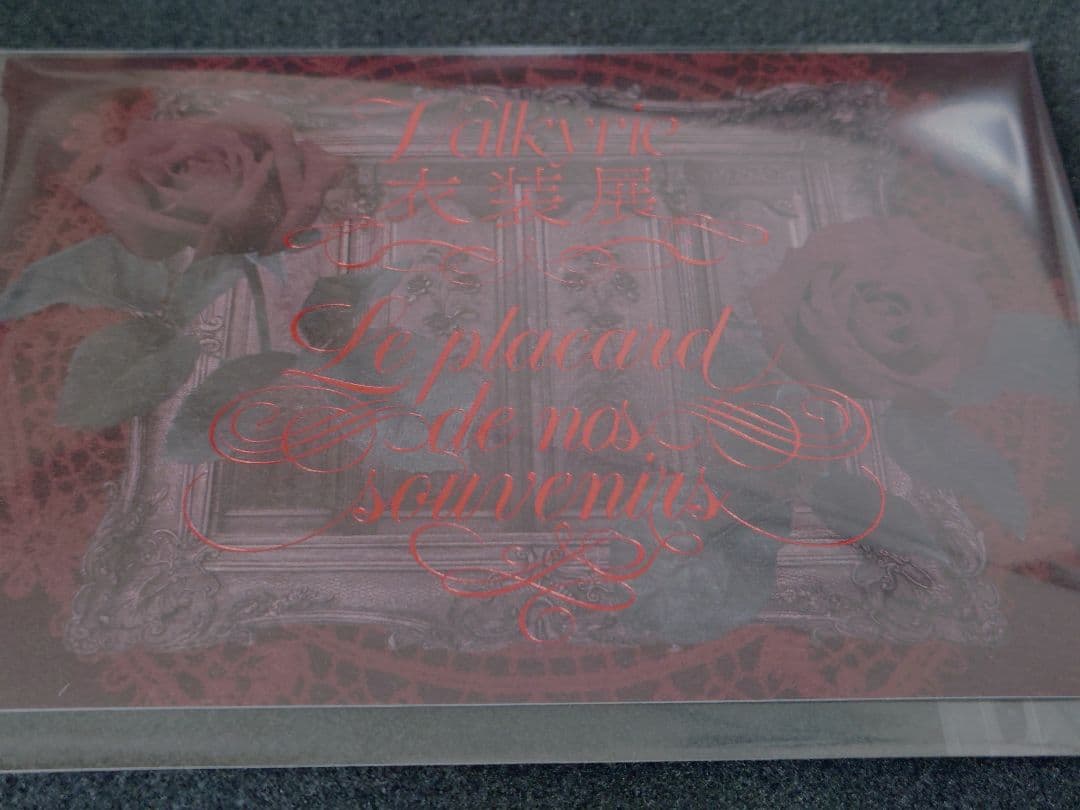 Valkyrie
衣装展
Le placard
de nos
souvenirs